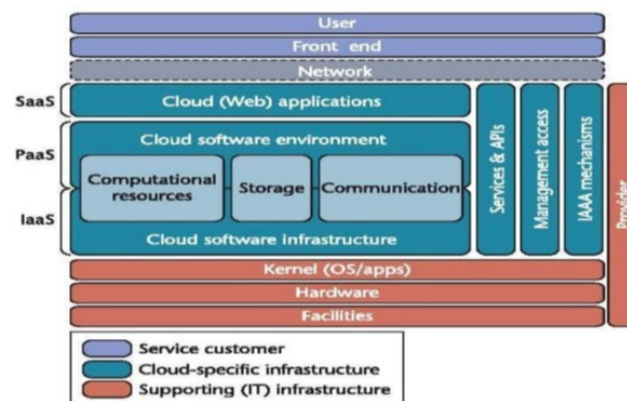 User
Front end
Network
SaaS
Cloud (Web) applications
PaaS
Cloud software environment
Computational
resources
Storage
Communication
IaaS
Cloud software infrastructure
Services & APIs
Management access
IAAA mechanisms
Provider
Kernel (OS/apps)
Hardware
Facilities
Service customer
Cloud-specific infrastructure
Supporting (IT) infrastructure